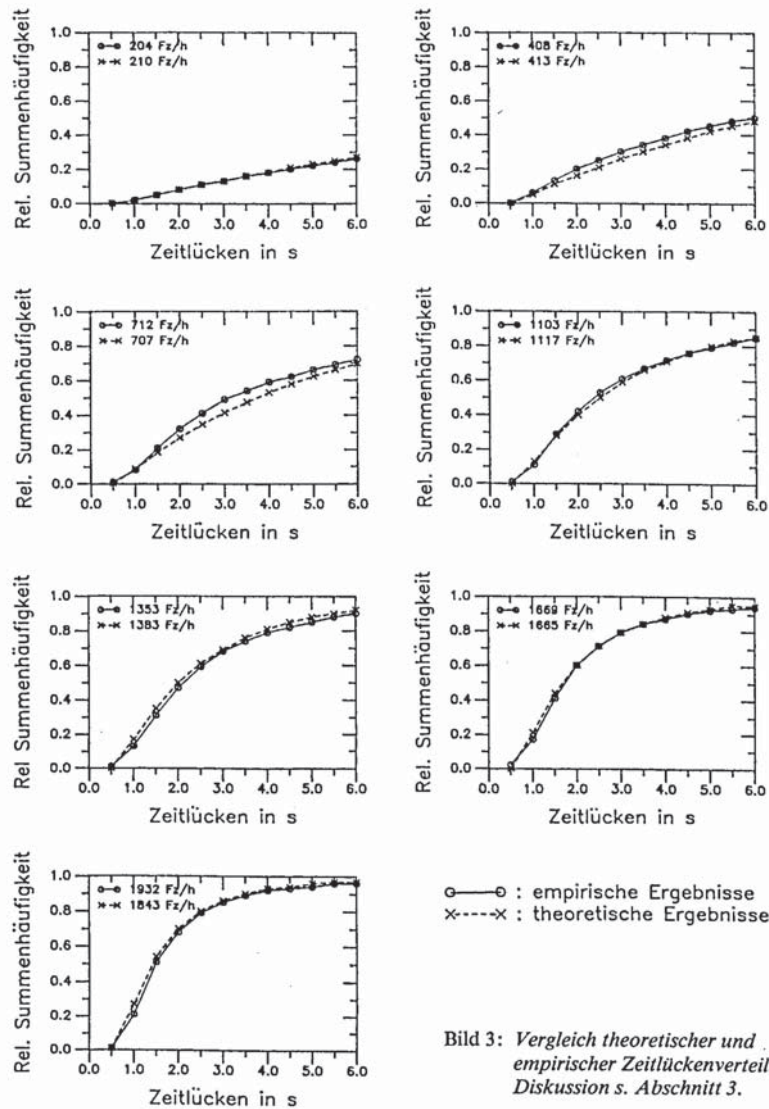 Rel. Summenhäufigkeit
1.0
0.8
0.6
0.4
0.2
0.0
204 Fz/h
210 Fz/h
0.0 1.0 2.0 3.0 4.0 5.0 6.0
Zeitlücken in s
Rel. Summenhäufigkeit
1.0
0.8
0.6
0.4
0.2
0.0
408 Fz/h
413 Fz/h
0.0 1.0 2.0 3.0 4.0 5.0 6.0
Zeitlücken in s
Rel. Summenhäufigkeit
1.0
0.8
0.6
0.4
0.2
0.0
712 Fz/h
707 Fz/h
0.0 1.0 2.0 3.0 4.0 5.0 6.0
Zeitlücken in s
Rel. Summenhäufigkeit
1.0
0.8
0.6
0.4
0.2
0.0
1103 Fz/h
1117 Fz/h
0.0 1.0 2.0 3.0 4.0 5.0 6.0
Zeitlücken in s
Rel Summenhäufigkeit
1.0
0.8
0.6
0.4
0.2
0.0
1353 Fz/h
1383 Fz/h
0.0 1.0 2.0 3.0 4.0 5.0 6.0
Zeitlücken in s
Rel. Summenhäufigkeit
1.0
0.8
0.6
0.4
0.2
0.0
1669 Fz/h
1665 Fz/h
0.0 1.0 2.0 3.0 4.0 5.0 6.0
Zeitlücken in s
Rel. Summenhäufigkeit
1.0
0.8
0.6
0.4
0.2
0.0
1932 Fz/h
1843 Fz/h
0.0 1.0 2.0 3.0 4.0 5.0 6.0
Zeitlücken in s
: empirische Ergebnisse
: theoretische Ergebnisse
Bild 3: Vergleich theoretischer und
empirischer Zeitlückenverteil
Diskussion s. Abschnitt 3.